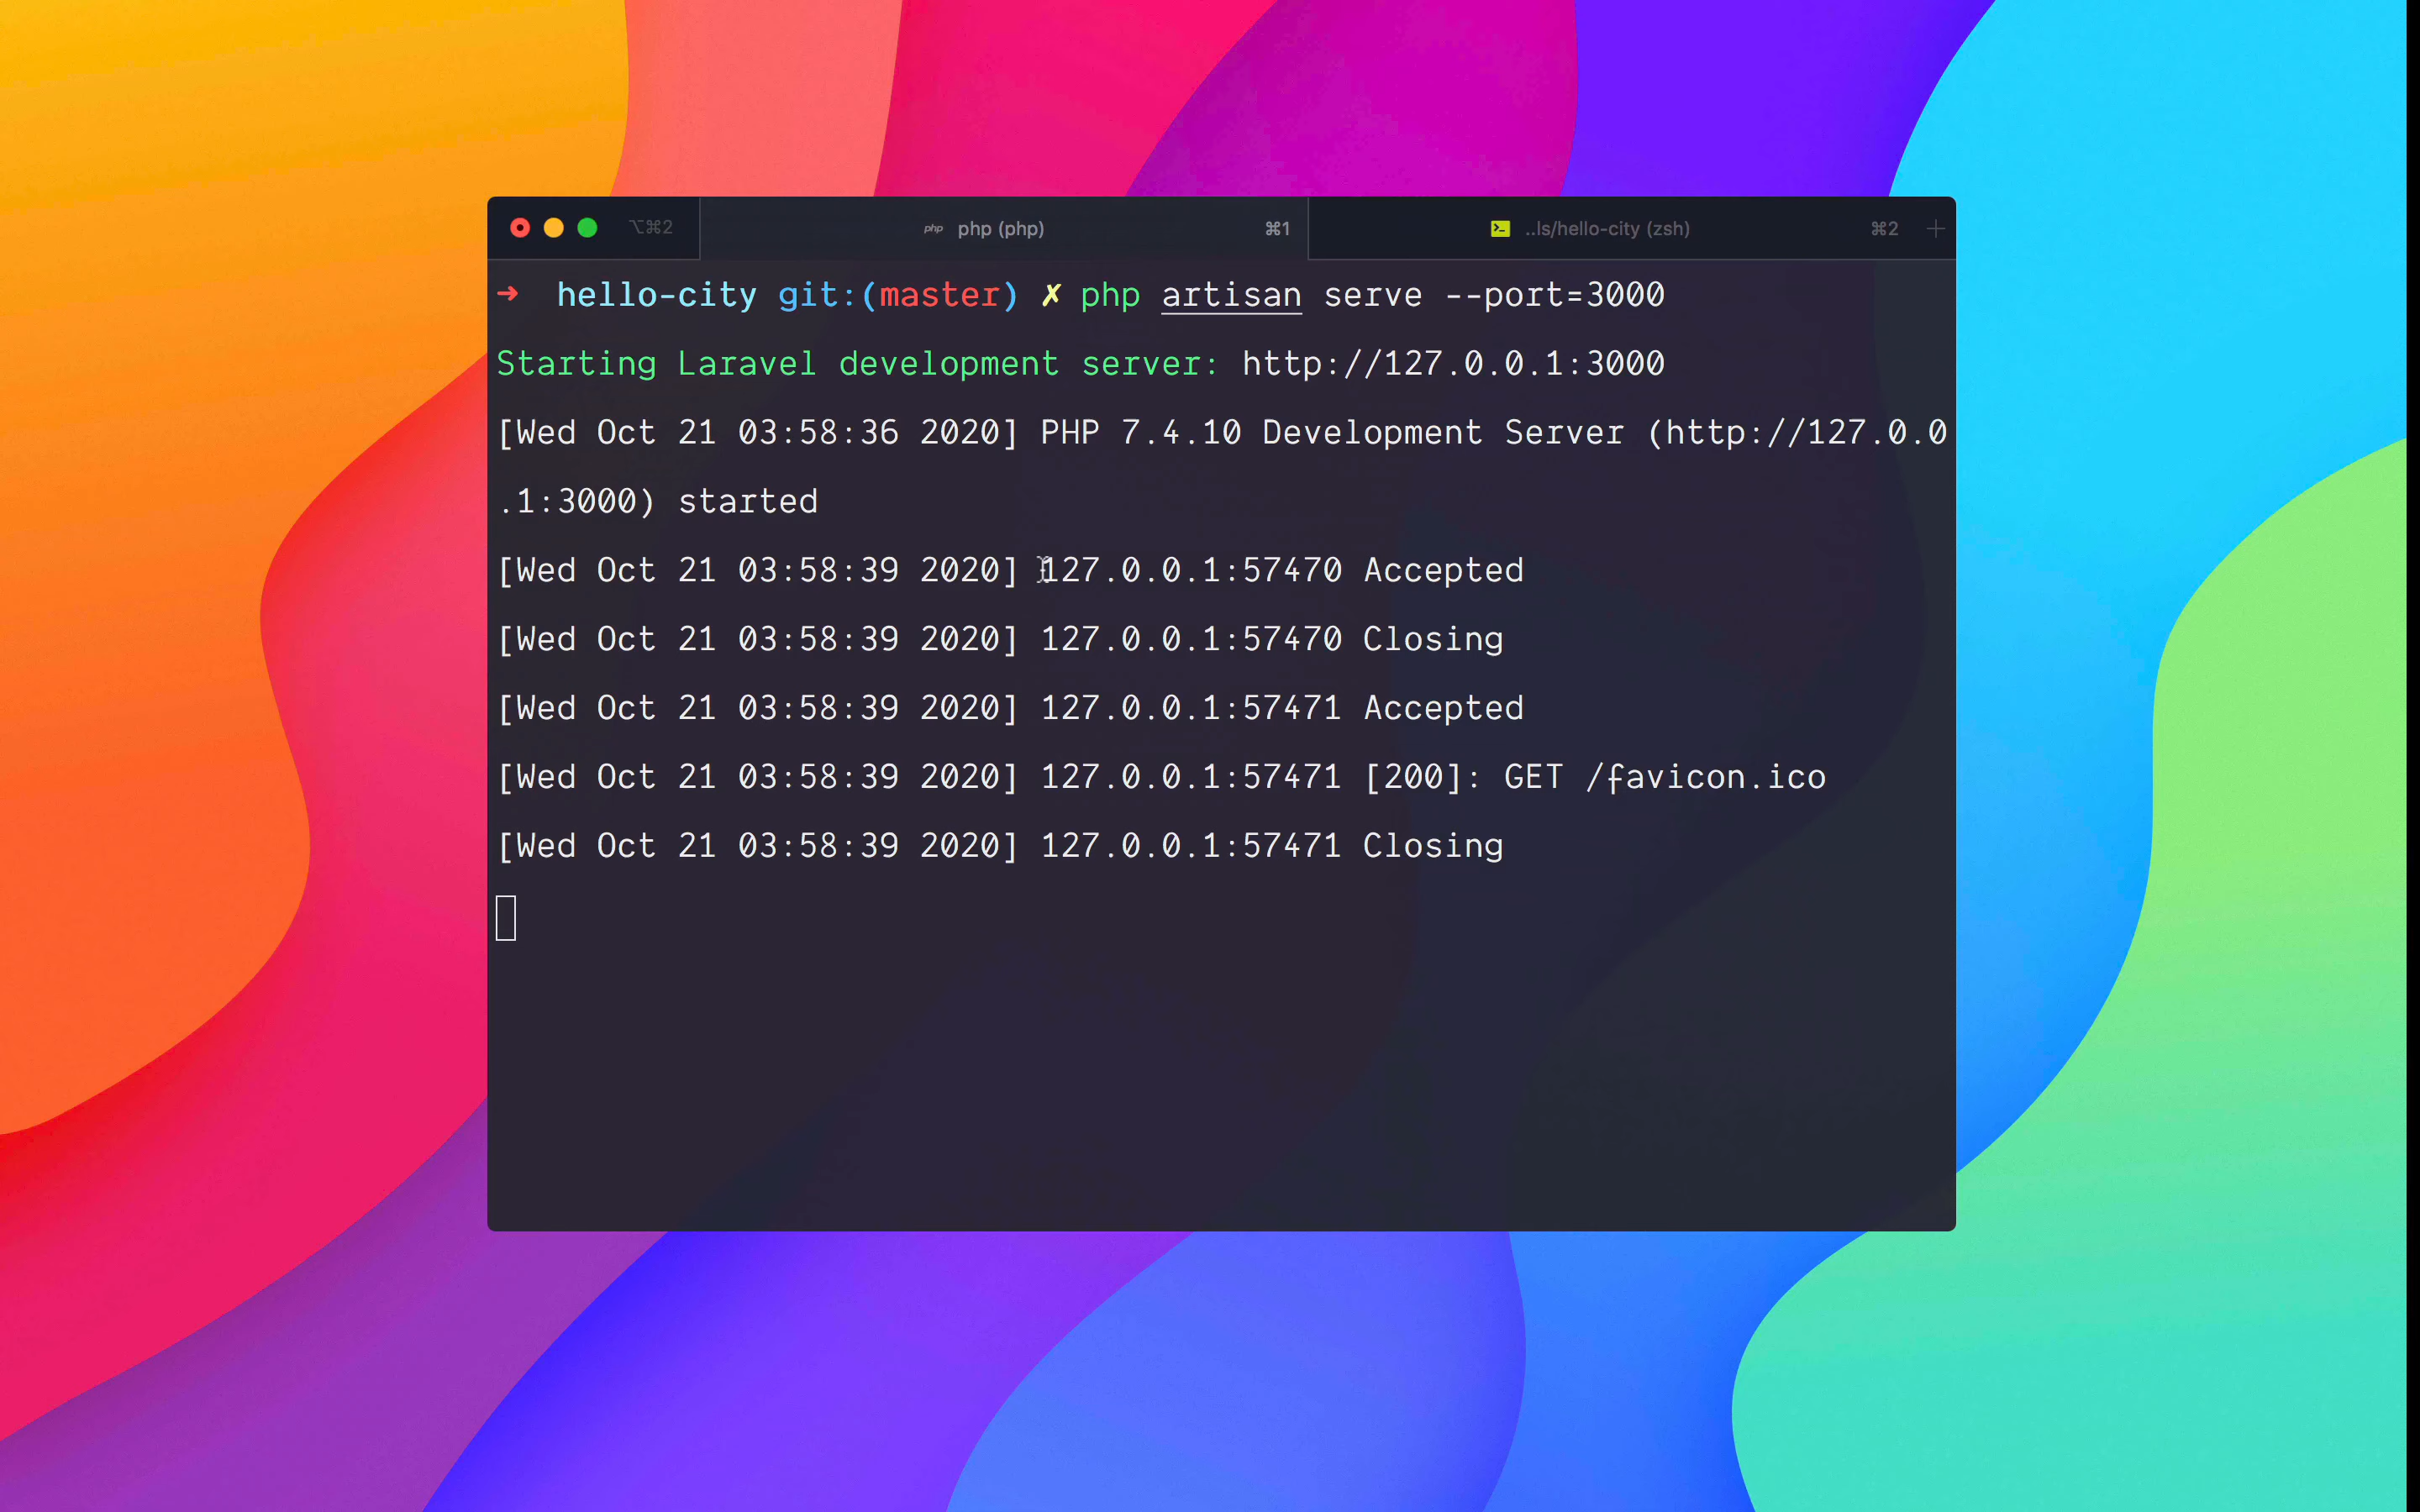 ⌥⌘2 php php (php) ⌘1 ..ls/hello-city (zsh) ⌘2 +
➜ hello-city git:(master) ✗ php artisan serve --port=3000
Starting Laravel development server: http://127.0.0.1:3000
[Wed Oct 21 03:58:36 2020] PHP 7.4.10 Development Server (http://127.0.0
.1:3000) started
[Wed Oct 21 03:58:39 2020] 127.0.0.1:57470 Accepted
[Wed Oct 21 03:58:39 2020] 127.0.0.1:57470 Closing
[Wed Oct 21 03:58:39 2020] 127.0.0.1:57471 Accepted
[Wed Oct 21 03:58:39 2020] 127.0.0.1:57471 [200]: GET /favicon.ico
[Wed Oct 21 03:58:39 2020] 127.0.0.1:57471 Closing